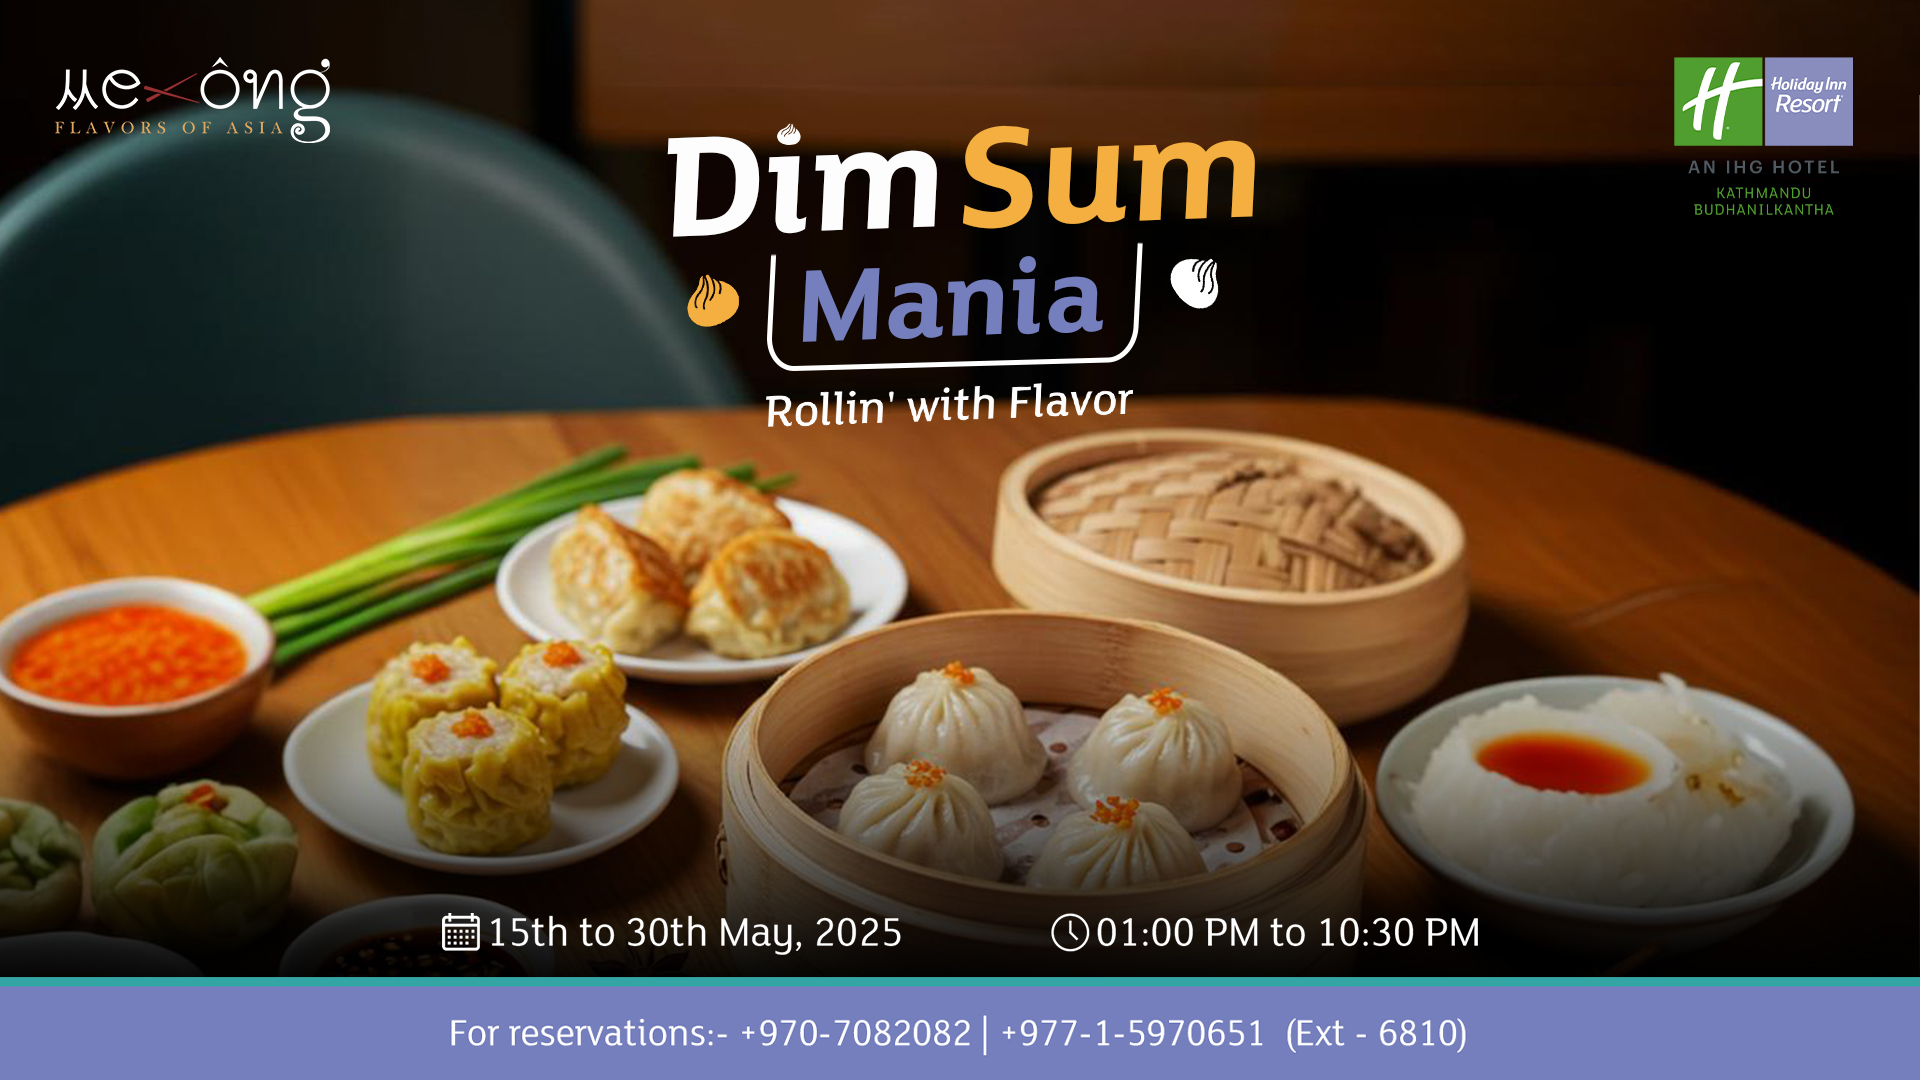 Mekông
FLAVORS OF ASIA
Holiday Inn
Resort
AN IHG HOTEL
KATHMANDU
BUDHANILKANTHA
Dim Sum
Mania
Rollin' with Flavor
15th to 30th May, 2025
01:00 PM to 10:30 PM
For reservations:- +970-7082082 | +977-1-5970651 (Ext - 6810)